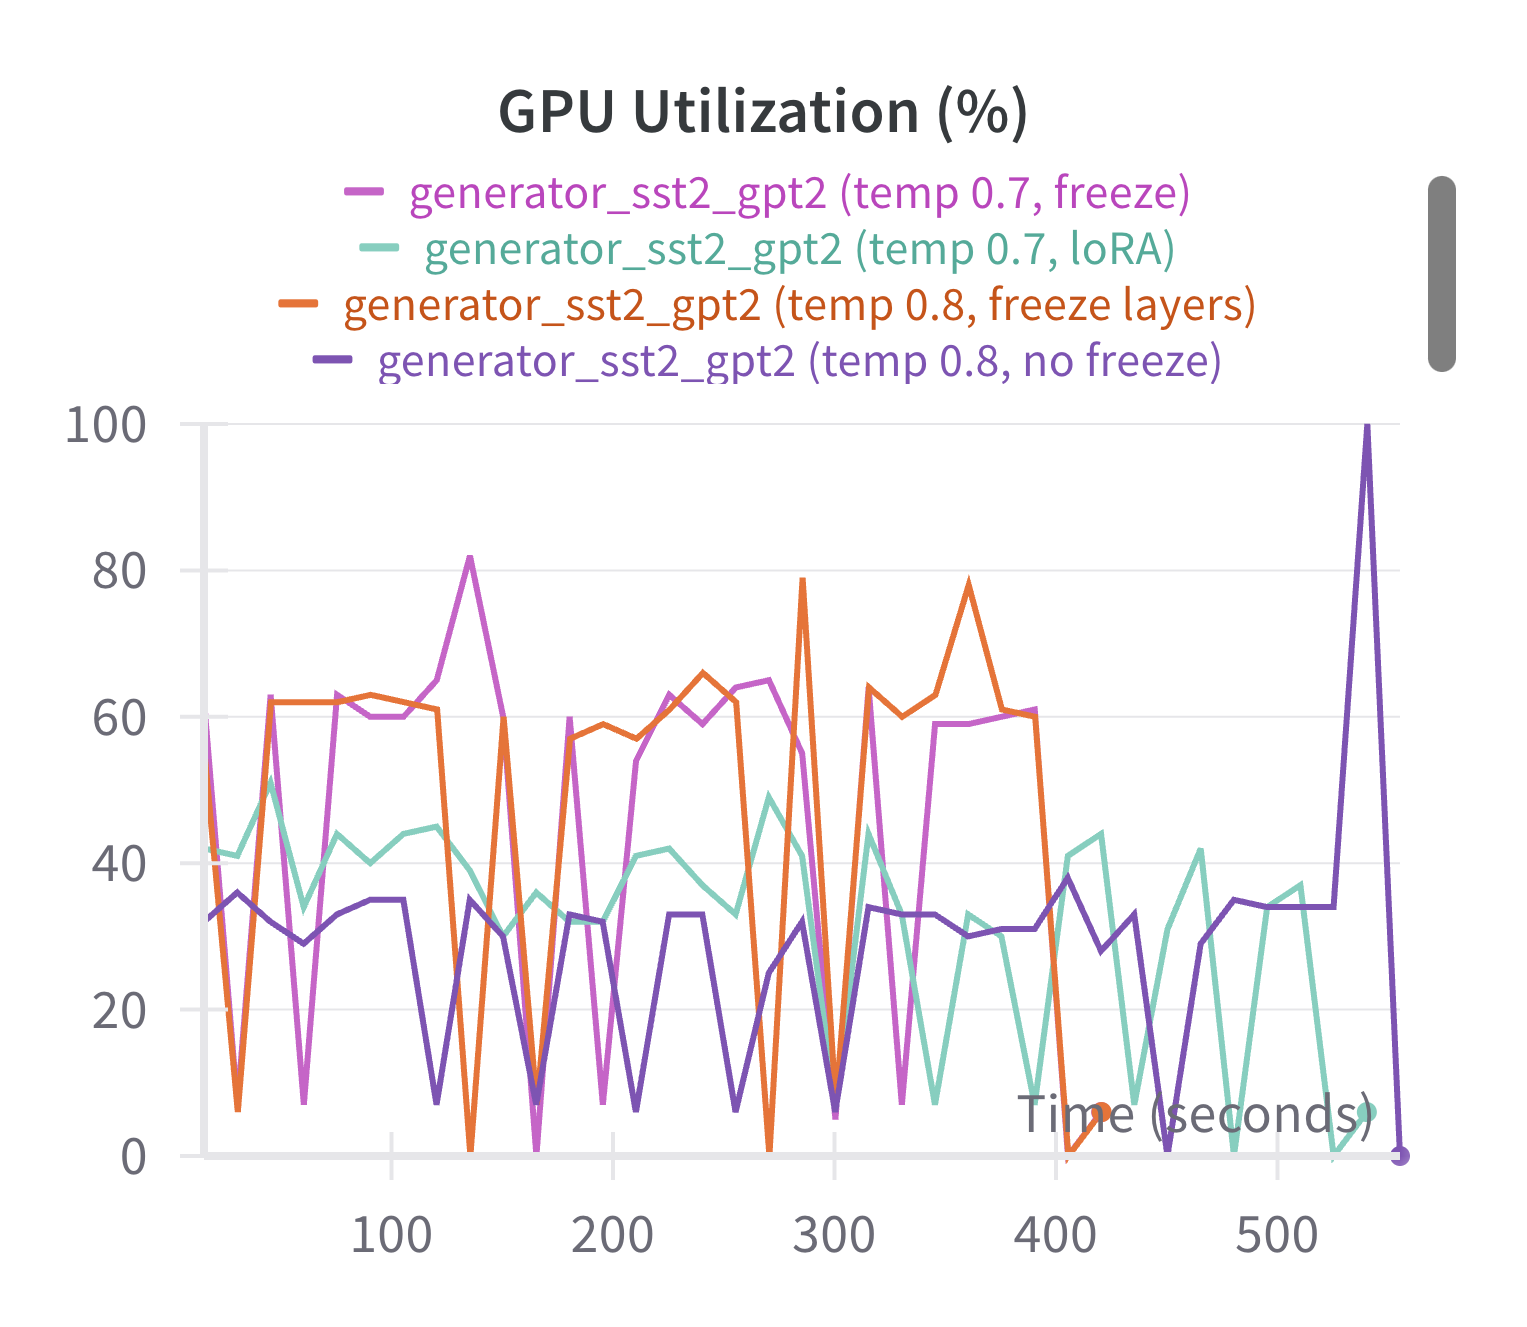 GPU Utilization (%)
generator_sst2_gpt2 (temp 0.7, freeze)
generator_sst2_gpt2 (temp 0.7, loRA)
generator_sst2_gpt2 (temp 0.8, freeze layers)
generator_sst2_gpt2 (temp 0.8, no freeze)
100
80
60
40
20
0
Time (seconds)
100 200 300 400 500